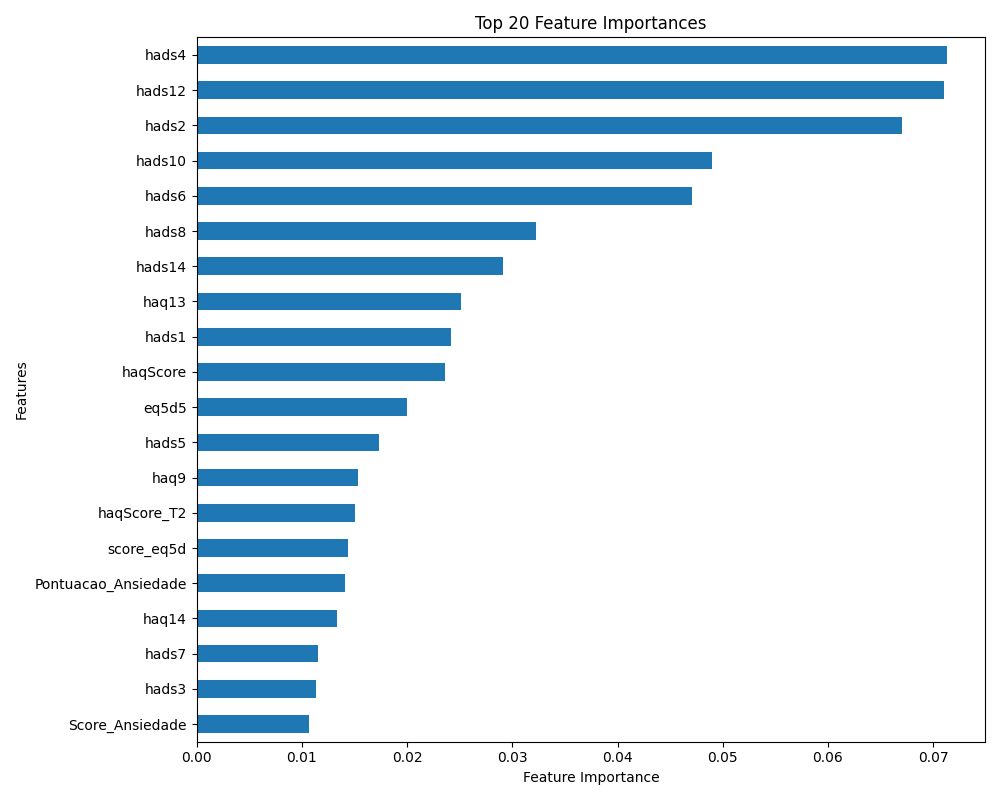 Top 20 Feature Importances
hads4
hads12
hads2
hads10
hads6
hads8
hads14
haq13
hads1
haqScore
eq5d5
hads5
haq9
haqScore_T2
score_eq5d
Pontuacao_Ansiedade
haq14
hads7
hads3
Score_Ansiedade
Features
0.00 0.01 0.02 0.03 0.04 0.05 0.06 0.07
Feature Importance